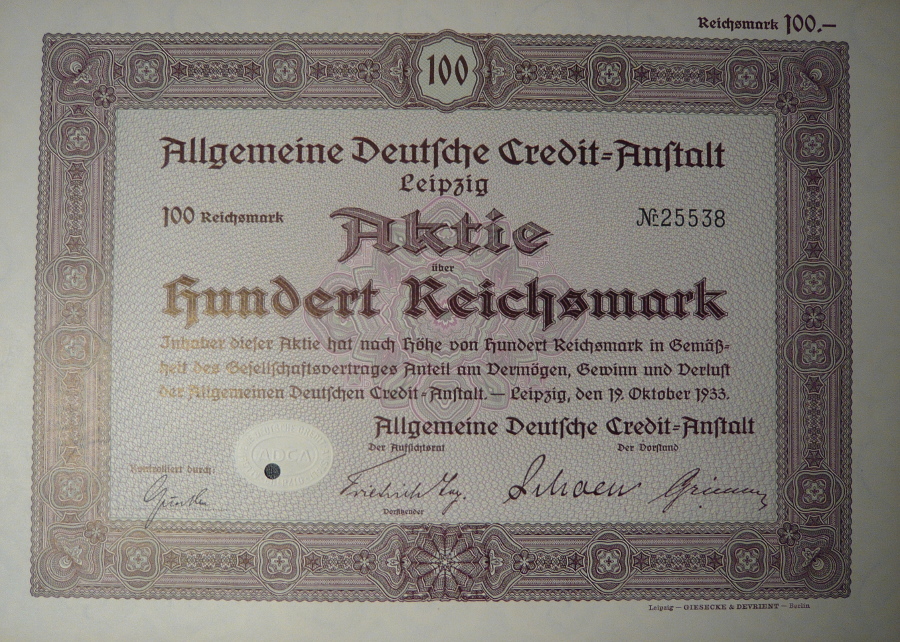 Reichsmark 100.—
100
Allgemeine Deutsche Credit-Anstalt
Leipzig
100 Reichsmark
№ 25538
Aktie
über
Hundert Reichsmark
Inhaber dieser Aktie hat nach Höhe von Hundert Reichsmark in Gemäß-
heit des Gesellschaftsvertrages Anteil am Vermögen, Gewinn und Verlust
der Allgemeinen Deutschen Credit-Anstalt. — Leipzig, den 19. Oktober 1933.
Allgemeine Deutsche Credit-Anstalt
Der Aufsichtsrat
Der Vorstand
ADCA
Kontrolliert durch:
Friedrich Jay.
Schoen
Vorsitzender
Leipzig — GIESECKE & DEVRIENT — Berlin